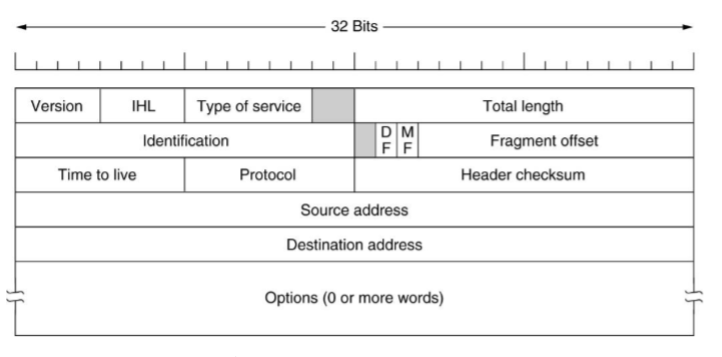 32 Bits
Version IHL Type of service Total length
Identification D F M F Fragment offset
Time to live Protocol Header checksum
Source address
Destination address
Options (0 or more words)